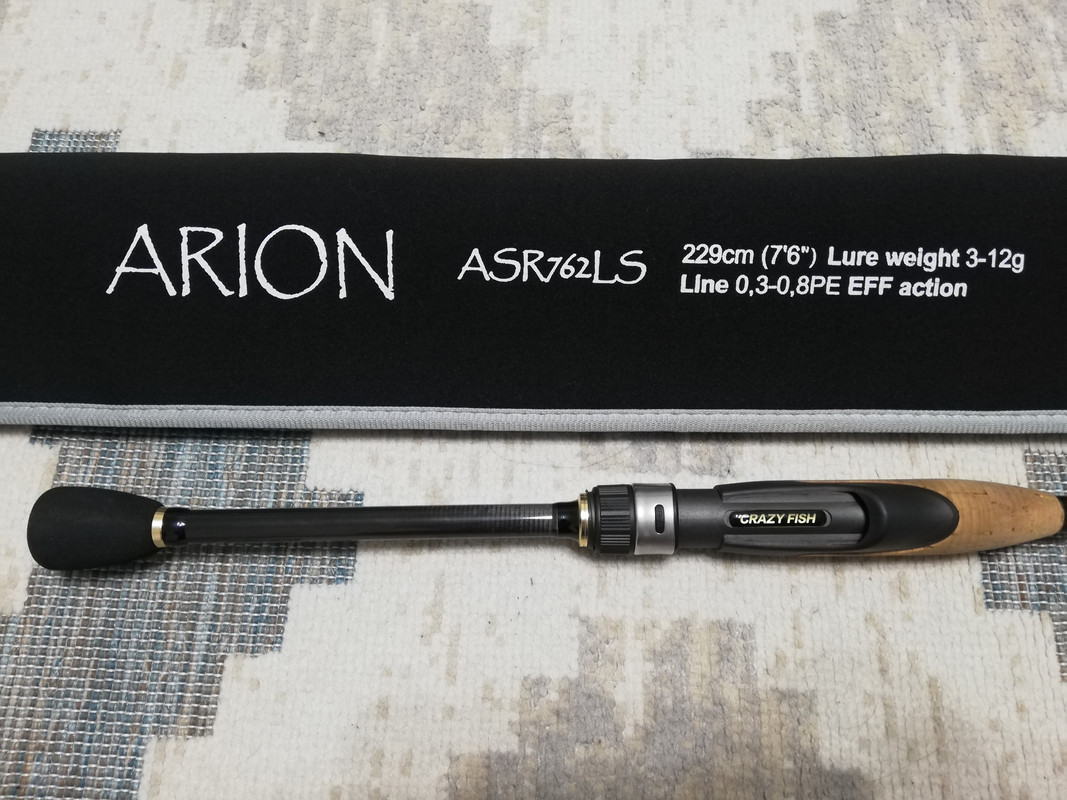 ARION
ASR762LS
229cm (7'6") Lure weight 3-12g
Line 0,3-0,8PE EFF action
CRAZY FISH